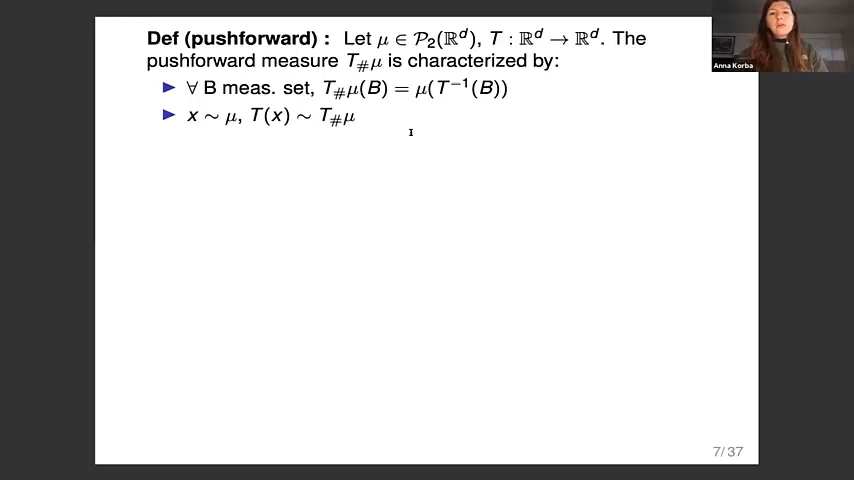 Def (pushforward) : Let μ ∈ 𝒫₂(ℝᵈ), T : ℝᵈ → ℝᵈ. The
pushforward measure T#μ is characterized by:
▶ ∀ B meas. set, T#μ(B) = μ(T⁻¹(B))
▶ x ∼ μ, T(x) ∼ T#μ
Anna Korba
7/37